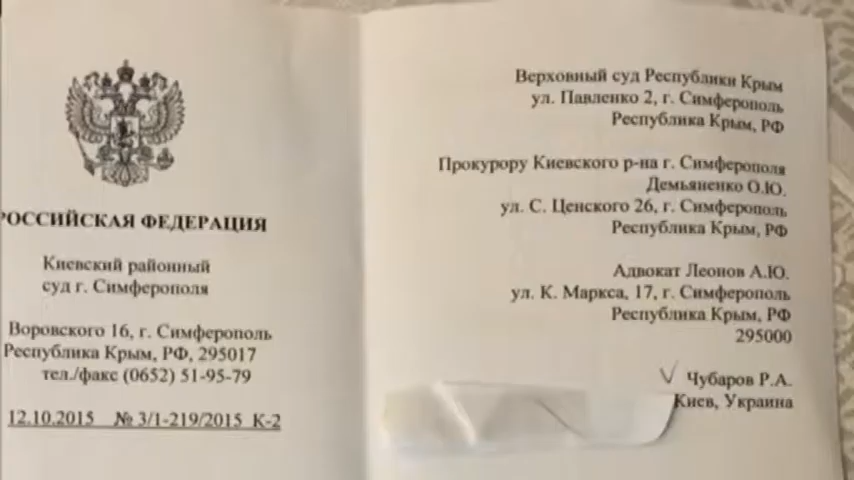 РОССИЙСКАЯ ФЕДЕРАЦИЯ
Киевский районный
суд г. Симферополя
Воровского 16, г. Симферополь
Республика Крым, РФ, 295017
тел./факс (0652) 51-95-79
12.10.2015 № 3/1-219/2015 К-2
Верховный суд Республики Крым
ул. Павленко 2, г. Симферополь
Республика Крым, РФ
Прокурору Киевского р-на г. Симферополя
Демьяненко О.Ю.
ул. С. Ценского 26, г. Симферополь
Республика Крым, РФ
Адвокат Леонов А.Ю.
ул. К. Маркса, 17, г. Симферополь
Республика Крым, РФ
295000
Чубаров Р.А.
Киев, Украина